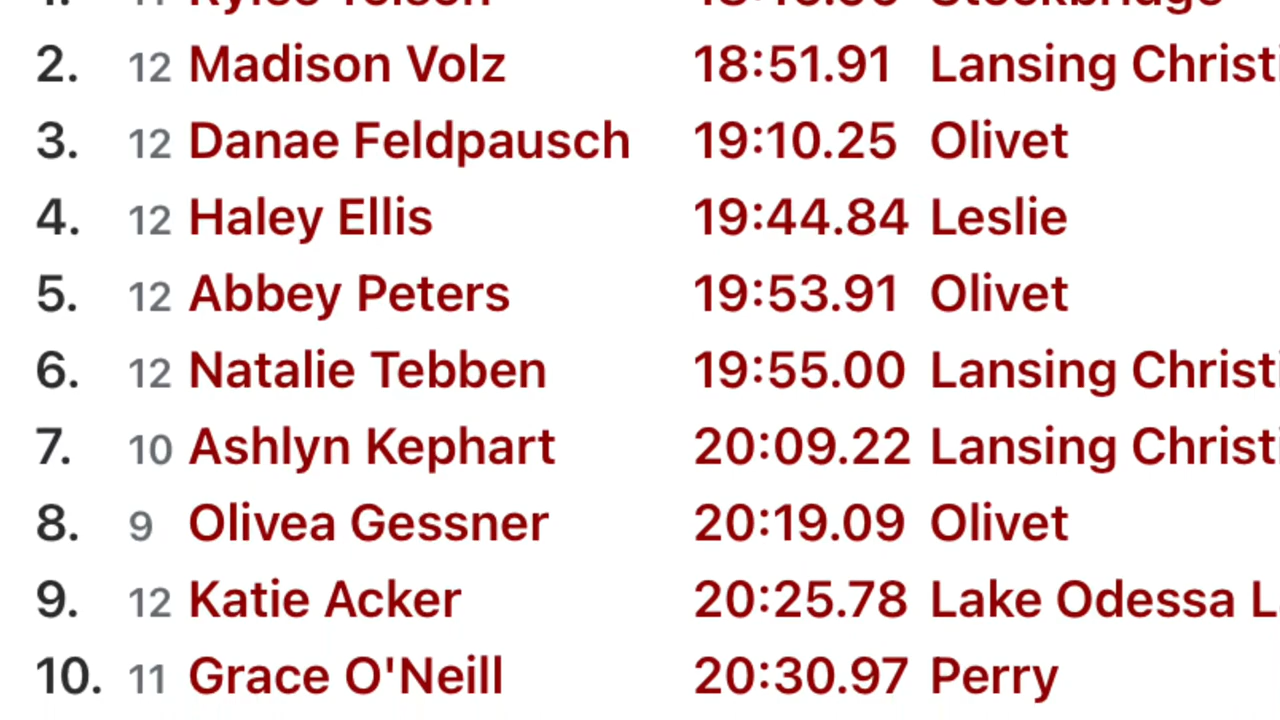 2. 12 Madison Volz 18:51.91 Lansing Christi
3. 12 Danae Feldpausch 19:10.25 Olivet
4. 12 Haley Ellis 19:44.84 Leslie
5. 12 Abbey Peters 19:53.91 Olivet
6. 12 Natalie Tebben 19:55.00 Lansing Christi
7. 10 Ashlyn Kephart 20:09.22 Lansing Christi
8. 9 Olivea Gessner 20:19.09 Olivet
9. 12 Katie Acker 20:25.78 Lake Odessa L
10. 11 Grace O'Neill 20:30.97 Perry